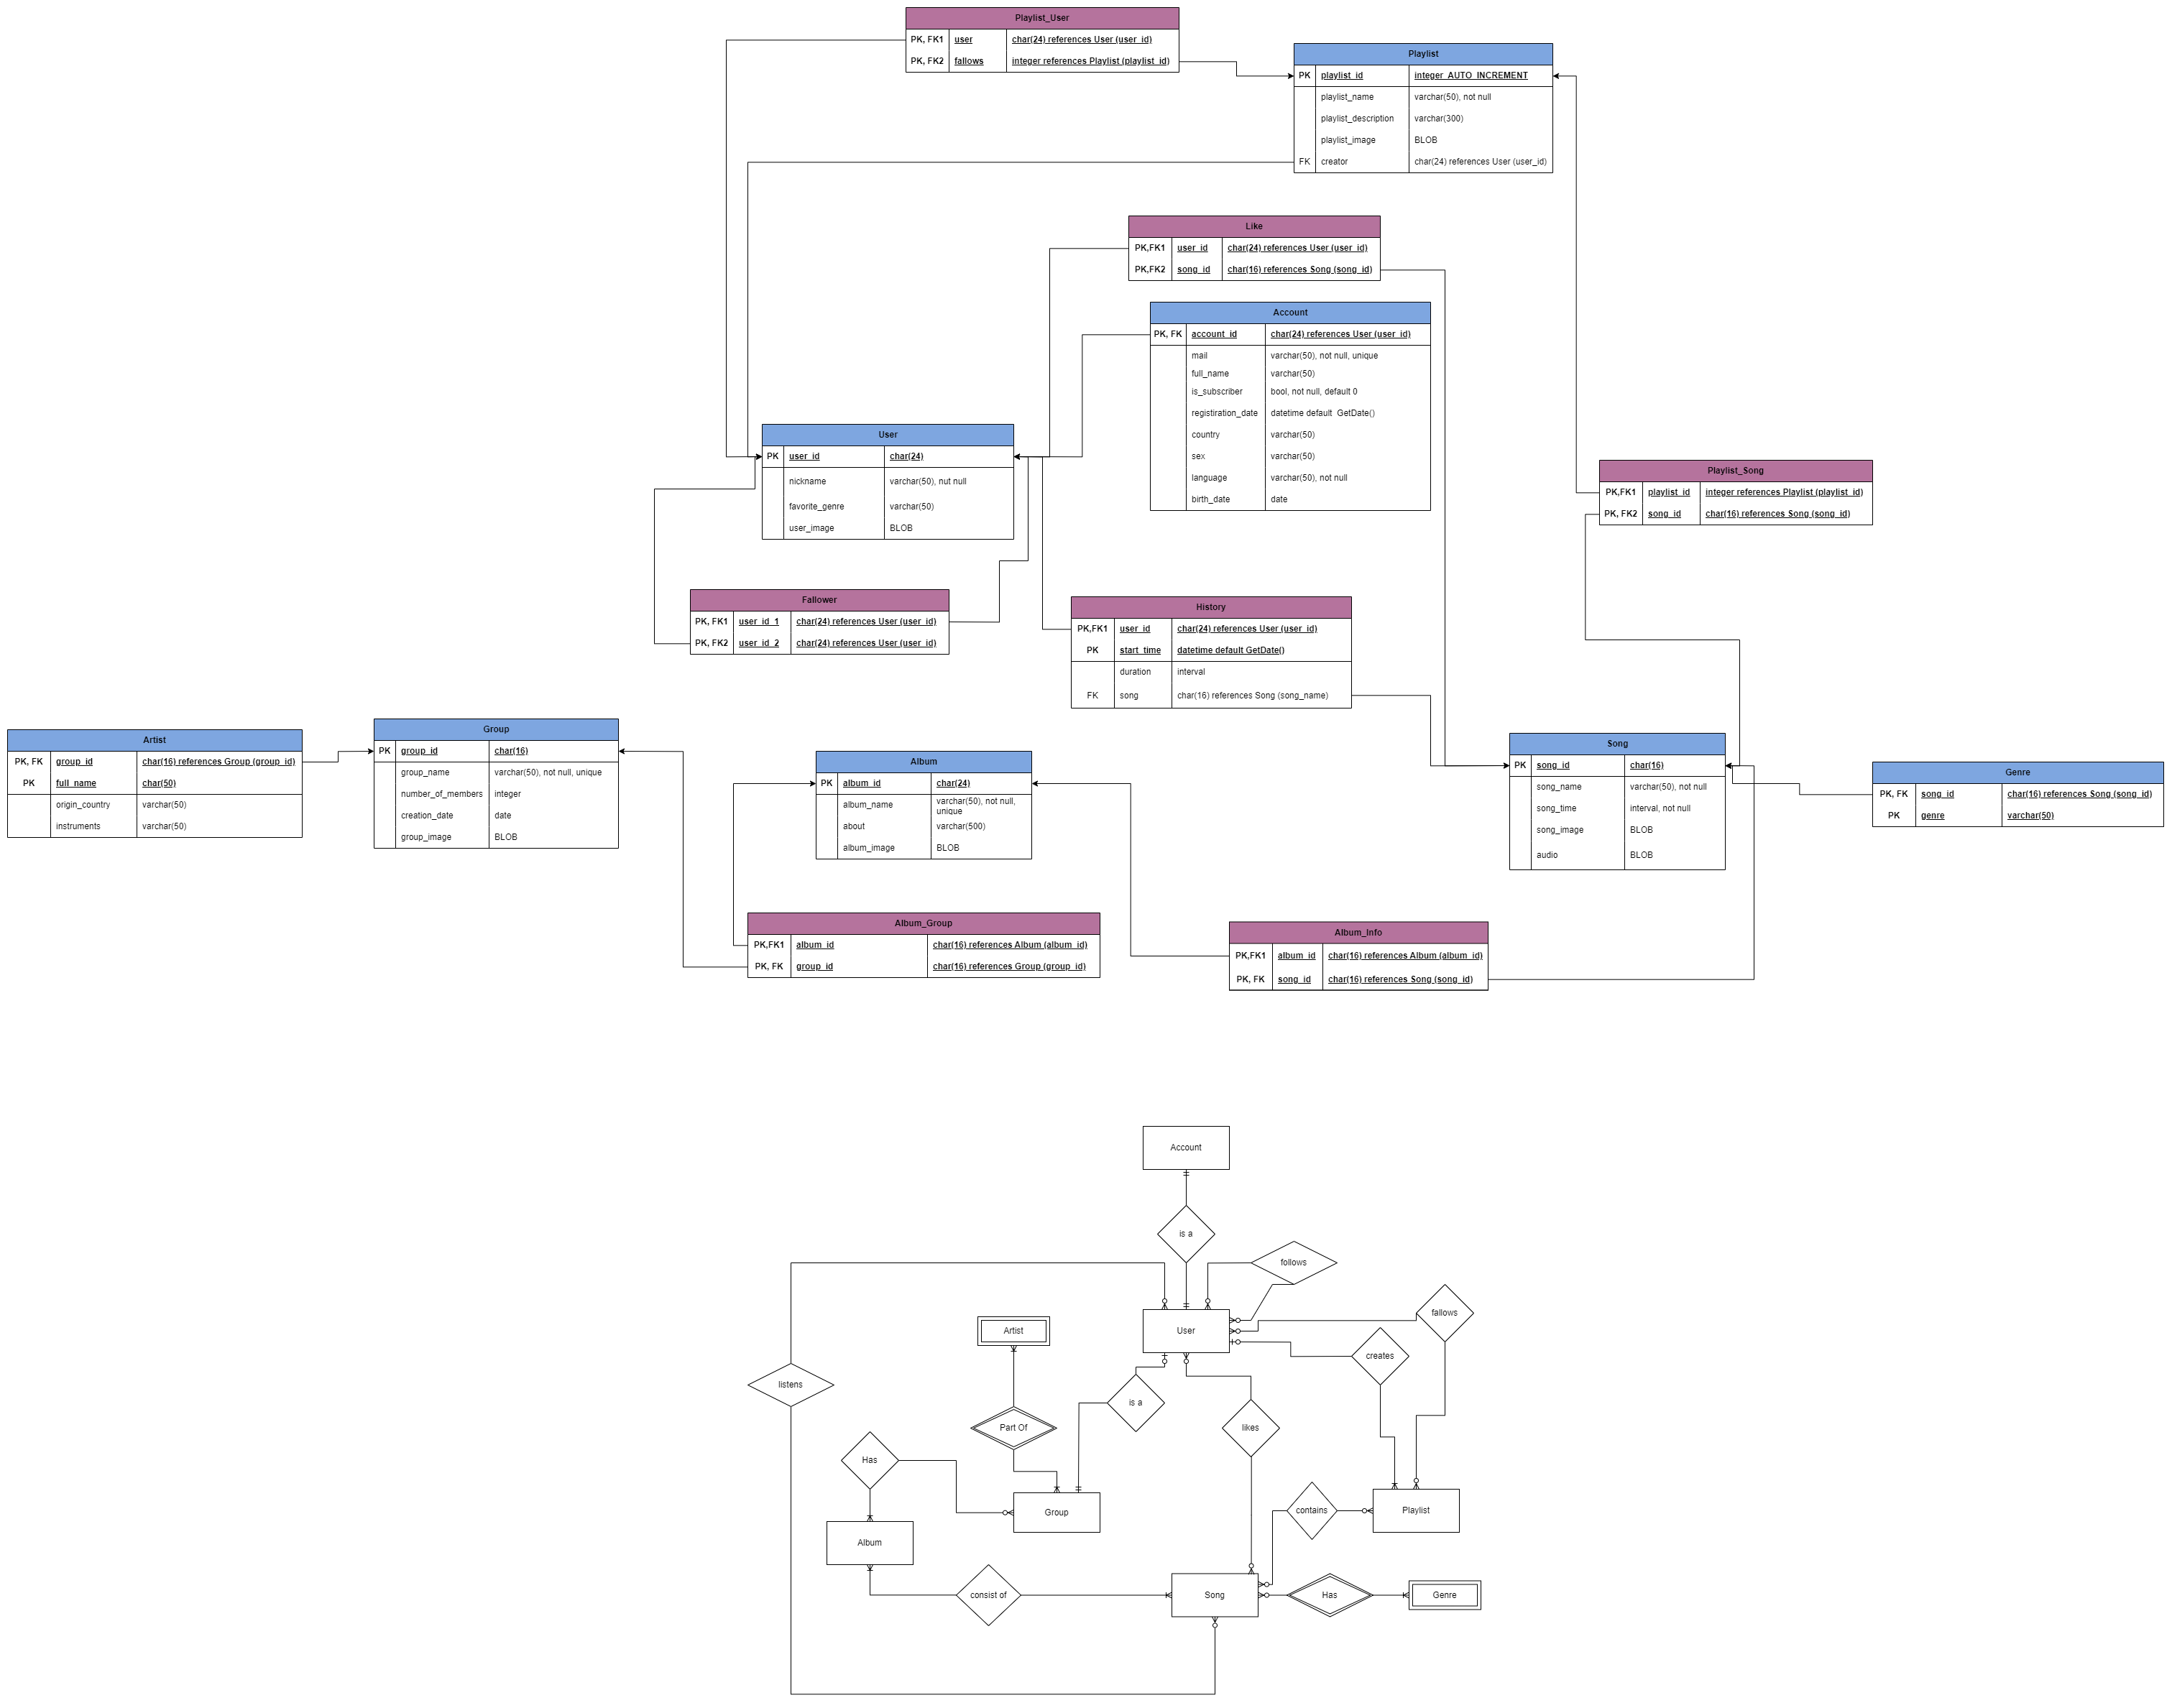 Playlist_User
PK, FK1 user char(24) references User (user_id)
PK, FK2 fallows integer references Playlist (playlist_id)
Playlist
PK playlist_id integer AUTO_INCREMENT
playlist_name varchar(50), not null
playlist_description varchar(300)
playlist_image BLOB
FK creator char(24) references User (user_id)
Like
PK,FK1 user_id char(24) references User (user_id)
PK,FK2 song_id char(16) references Song (song_id)
Account
PK, FK account_id char(24) references User (user_id)
mail varchar(50), not null, unique
full_name varchar(50)
is_subscriber bool, not null, default 0
registiration_date datetime default GetDate()
country varchar(50)
sex varchar(50)
language varchar(50), not null
birth_date date
User
PK user_id char(24)
nickname varchar(50), nut null
favorite_genre varchar(50)
user_image BLOB
Playlist_Song
PK,FK1 playlist_id integer references Playlist (playlist_id)
PK, FK2 song_id char(16) references Song (song_id)
Fallower
PK, FK1 user_id_1 char(24) references User (user_id)
PK, FK2 user_id_2 char(24) references User (user_id)
History
PK,FK1 user_id char(24) references User (user_id)
PK start_time datetime default GetDate()
duration interval
FK song char(16) references Song (song_name)
Artist
PK, FK group_id char(16) references Group (group_id)
PK full_name char(50)
origin_country varchar(50)
instruments varchar(50)
Group
PK group_id char(16)
group_name varchar(50), not null, unique
number_of_members integer
creation_date date
group_image BLOB
Album
PK album_id char(24)
album_name varchar(50), not null,
unique
about varchar(500)
album_image BLOB
Song
PK song_id char(16)
song_name varchar(50), not null
song_time interval, not null
song_image BLOB
audio BLOB
Genre
PK, FK song_id char(16) references Song (song_id)
PK genre varchar(50)
Album_Group
PK,FK1 album_id char(16) references Album (album_id)
PK, FK group_id char(16) references Group (group_id)
Album_Info
PK,FK1 album_id char(16) references Album (album_id)
PK, FK song_id char(16) references Song (song_id)
Account
is a
follows
fallows
Artist
User
creates
listens
is a
Part Of
likes
Has
contains
Playlist
Group
Album
consist of
Song
Has
Genre